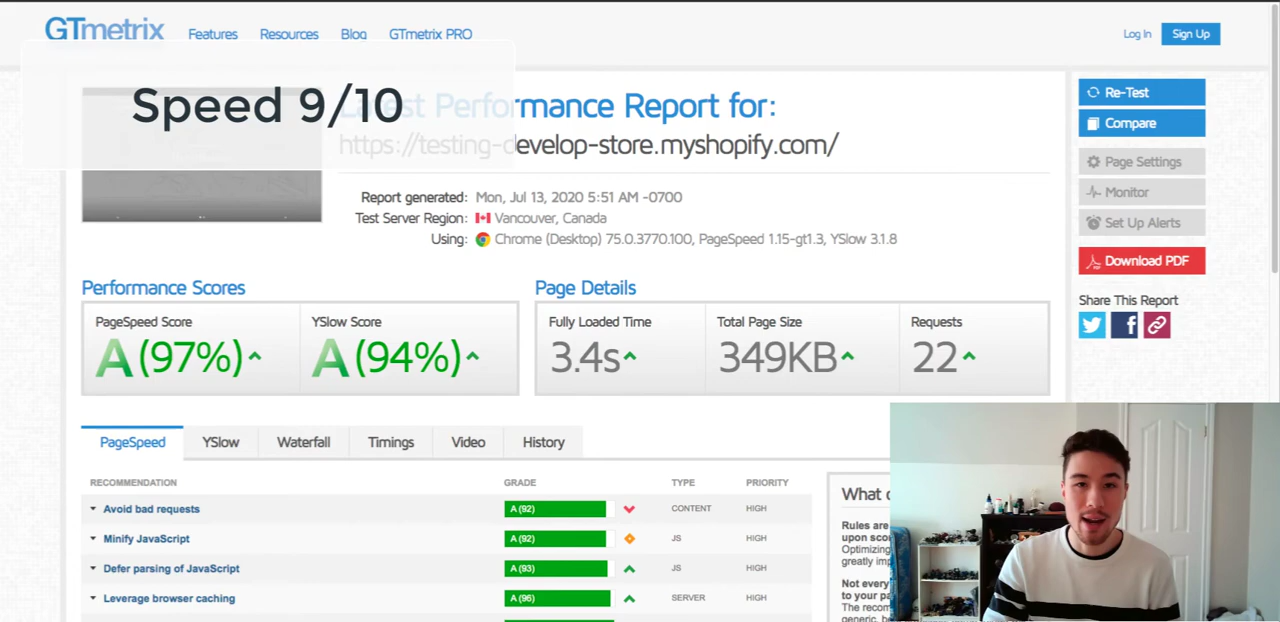 GTmetrix
Features Resources Blog GTmetrix PRO
Log In Sign Up
Speed 9/10
Latest Performance Report for:
https://testing-develop-store.myshopify.com/
Report generated: Mon, Jul 13, 2020 5:51 AM -0700
Test Server Region: Vancouver, Canada
Using: Chrome (Desktop) 75.0.3770.100, PageSpeed 1.15-gt1.3, YSlow 3.1.8
Re-Test
Compare
Page Settings
Monitor
Set Up Alerts
Download PDF
Share This Report
Performance Scores
PageSpeed Score YSlow Score
A (97%) A (94%)
Page Details
Fully Loaded Time Total Page Size Requests
3.4s 349KB 22
PageSpeed YSlow Waterfall Timings Video History
RECOMMENDATION GRADE TYPE PRIORITY
Avoid bad requests A (92) CONTENT HIGH
Minify JavaScript A (92) JS HIGH
Defer parsing of JavaScript A (93) JS HIGH
Leverage browser caching A (96) SERVER HIGH
What
Rules are
upon
Optimizing
greatly
Not every
to your
The
generic,